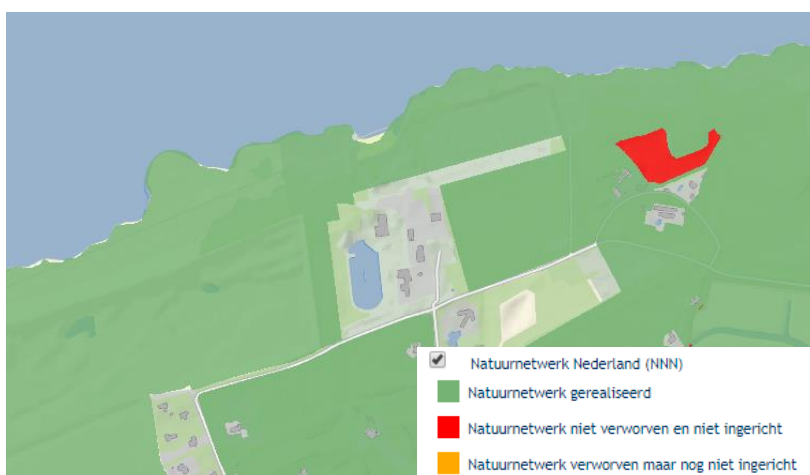 Natuurnetwerk Nederland (NNN)
Natuurnetwerk gerealiseerd
Natuurnetwerk niet verworven en niet ingericht
Natuurnetwerk verworven maar nog niet ingericht